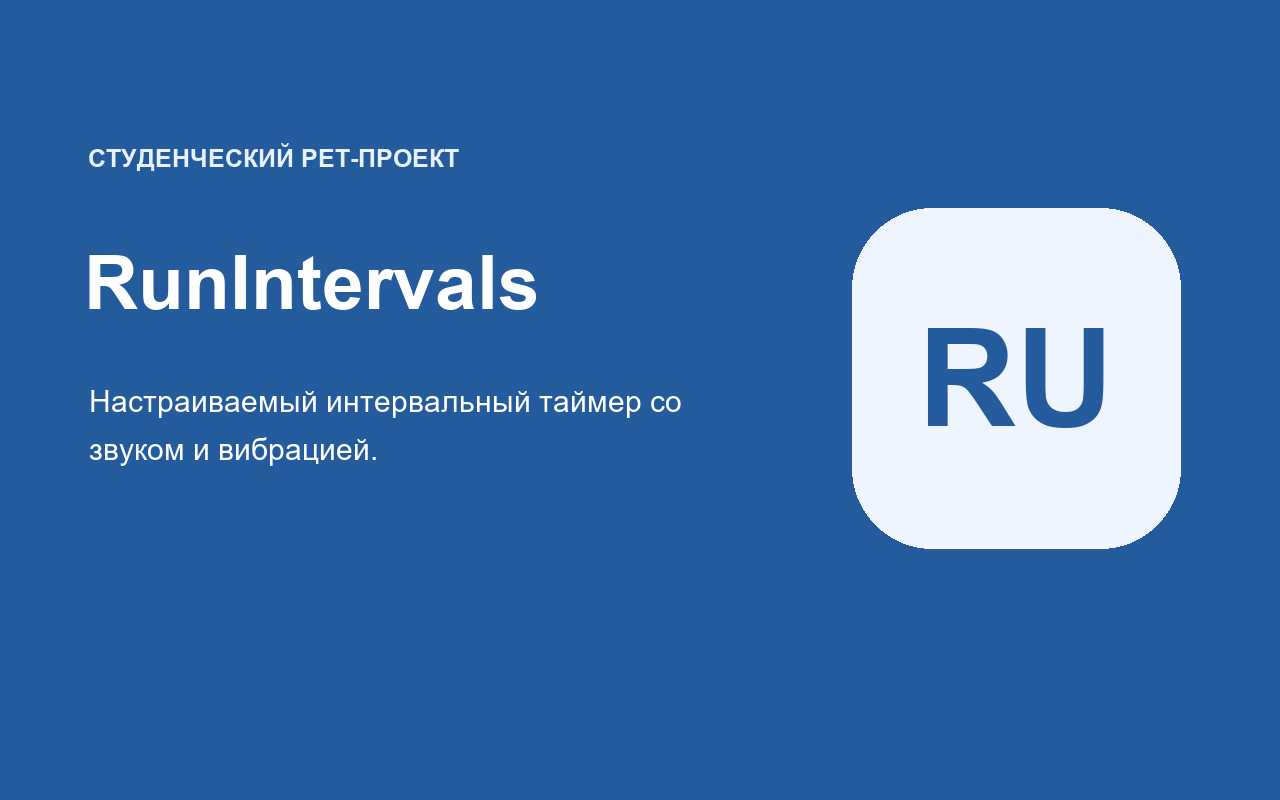 СТУДЕНЧЕСКИЙ PET-ПРОЕКТ
RunIntervals
Настраиваемый интервальный таймер со
звуком и вибрацией.
RU